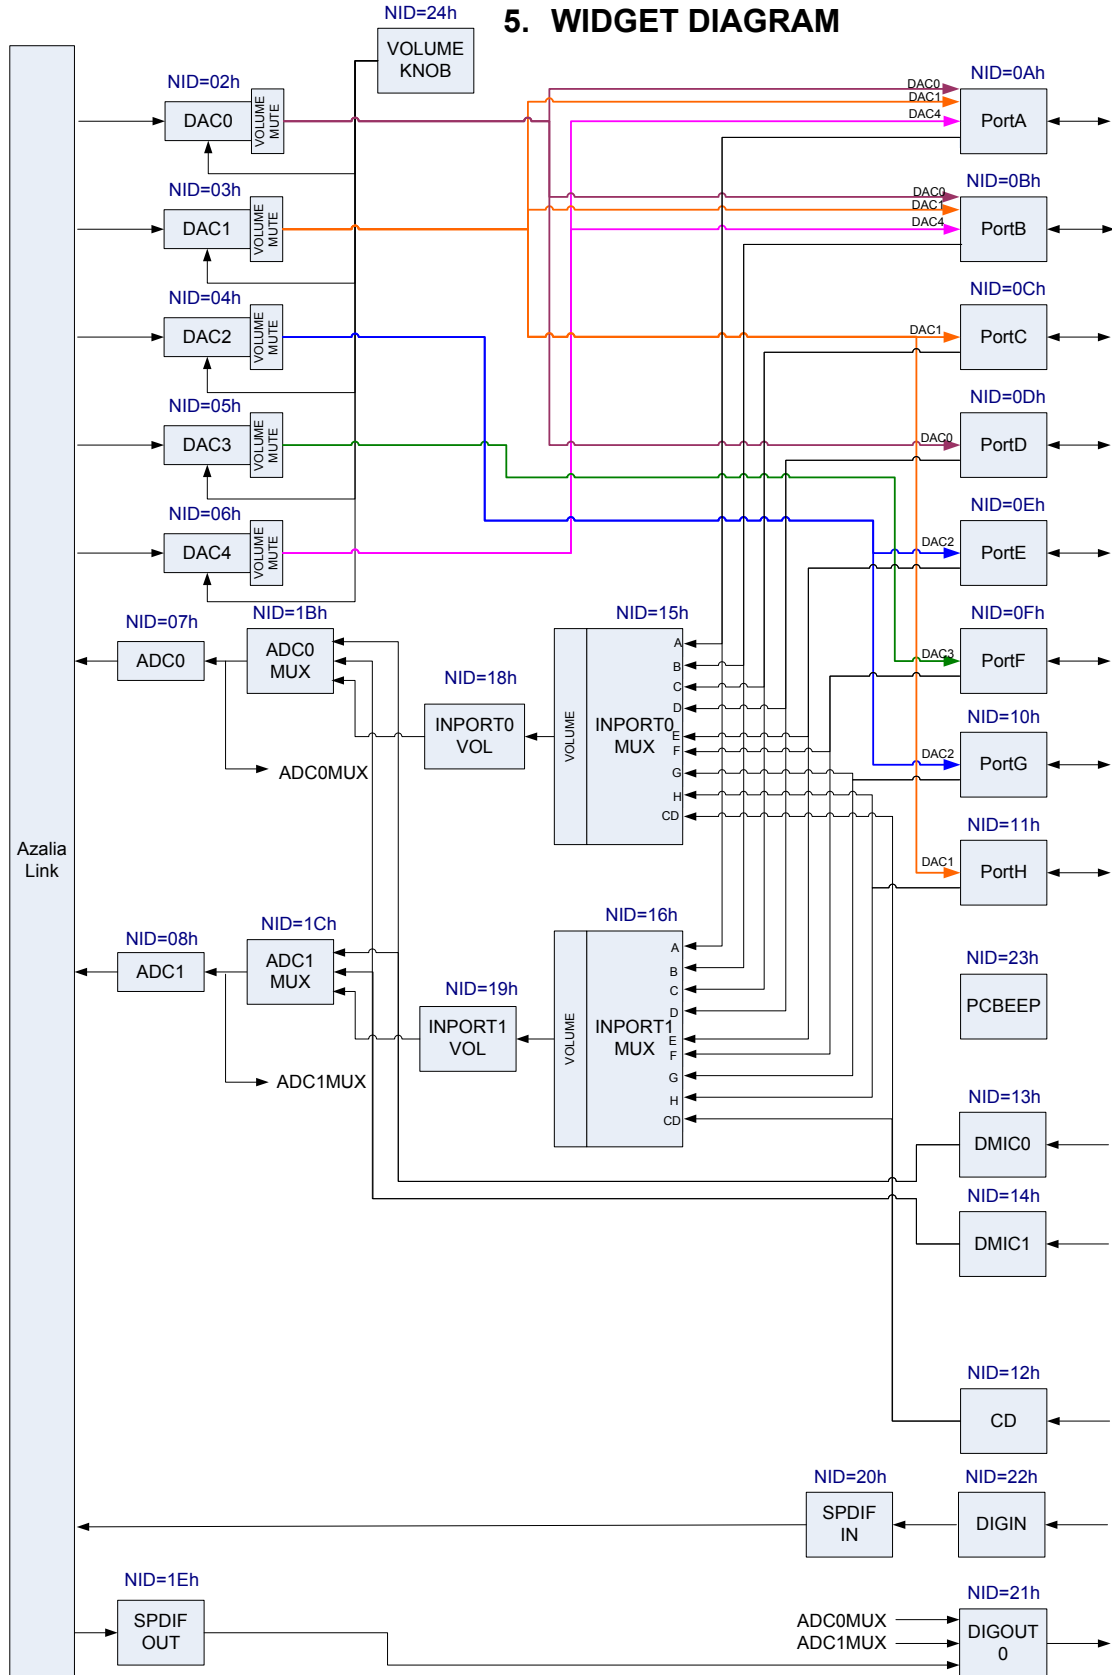 5. WIDGET DIAGRAM
NID=24h
VOLUME
KNOB
NID=02h
DAC0
VOLUME
MUTE
NID=03h
DAC1
VOLUME
MUTE
NID=04h
DAC2
VOLUME
MUTE
NID=05h
DAC3
VOLUME
MUTE
NID=06h
DAC4
VOLUME
MUTE
NID=0Ah
DAC0
DAC1
DAC4
PortA
NID=0Bh
DAC0
DAC1
DAC4
PortB
NID=0Ch
DAC1
PortC
NID=0Dh
DAC0
PortD
NID=0Eh
DAC2
PortE
NID=0Fh
DAC3
PortF
NID=10h
DAC2
PortG
NID=11h
DAC1
PortH
NID=07h
ADC0
NID=1Bh
ADC0
MUX
ADC0MUX
NID=18h
INPORT0
VOL
NID=15h
VOLUME
INPORT0
MUX
A
B
C
D
E
F
G
H
CD
Azalia
Link
NID=08h
ADC1
NID=1Ch
ADC1
MUX
ADC1MUX
NID=19h
INPORT1
VOL
NID=16h
VOLUME
INPORT1
MUX
A
B
C
D
E
F
G
H
CD
NID=23h
PCBEEP
NID=13h
DMIC0
NID=14h
DMIC1
NID=12h
CD
NID=20h
SPDIF
IN
NID=22h
DIGIN
NID=1Eh
SPDIF
OUT
ADC0MUX
ADC1MUX
NID=21h
DIGOUT
0